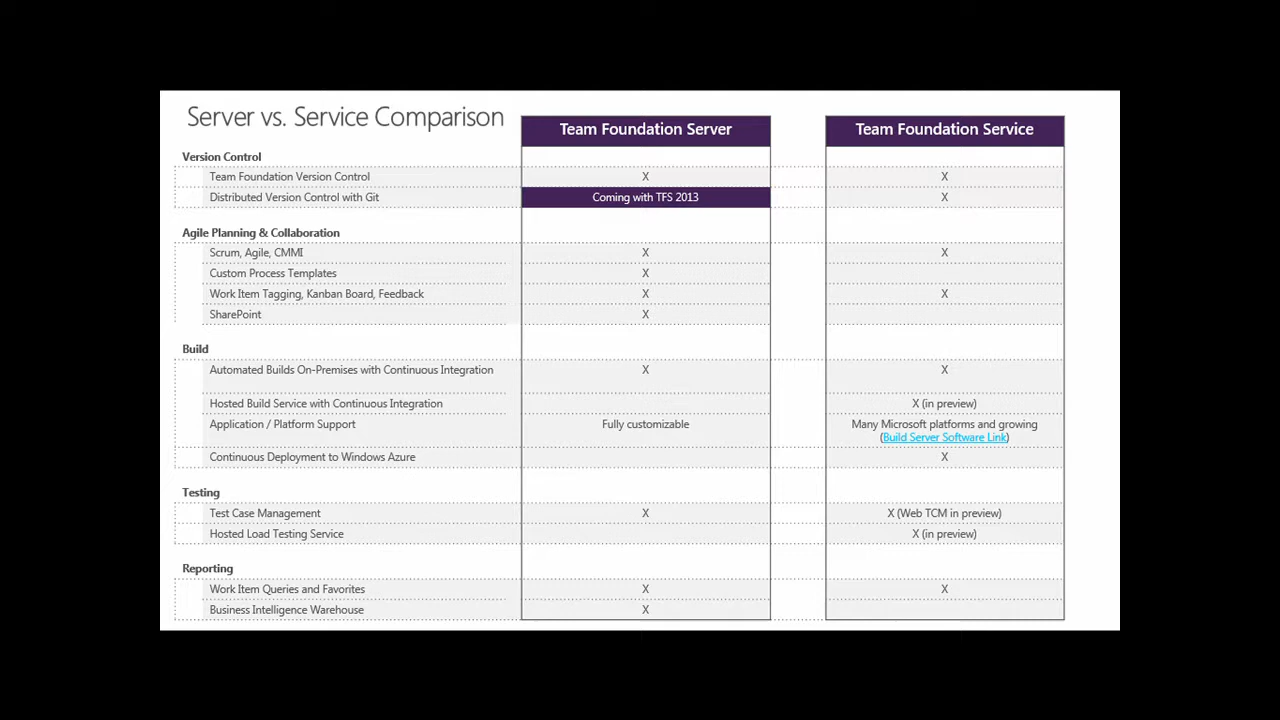 Server vs. Service Comparison
Team Foundation Server
Team Foundation Service
Version Control
Team Foundation Version Control X X
Distributed Version Control with Git Coming with TFS 2013 X
Agile Planning & Collaboration
Scrum, Agile, CMMI X X
Custom Process Templates X
Work Item Tagging, Kanban Board, Feedback X X
SharePoint X
Build
Automated Builds On-Premises with Continuous Integration X X
Hosted Build Service with Continuous Integration X (in preview)
Application / Platform Support Fully customizable Many Microsoft platforms and growing
(Build Server Software Link)
Continuous Deployment to Windows Azure X
Testing
Test Case Management X X (Web TCM in preview)
Hosted Load Testing Service X (in preview)
Reporting
Work Item Queries and Favorites X X
Business Intelligence Warehouse X